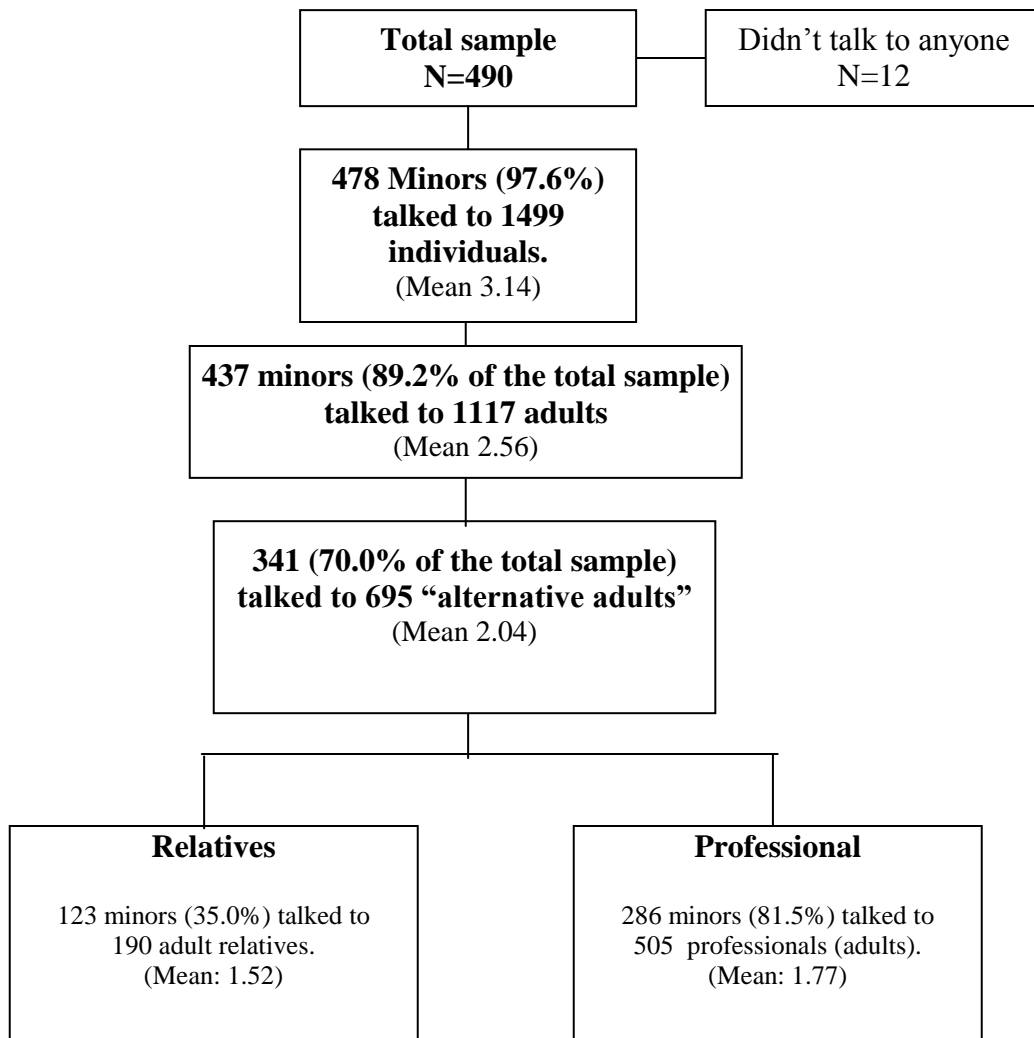 Total sample
N=490
Didn’t talk to anyone
N=12
478 Minors (97.6%)
talked to 1499
individuals.
(Mean 3.14)
437 minors (89.2% of the total sample)
talked to 1117 adults
(Mean 2.56)
341 (70.0% of the total sample)
talked to 695 “alternative adults”
(Mean 2.04)
Relatives
123 minors (35.0%) talked to
190 adult relatives.
(Mean: 1.52)
Professional
286 minors (81.5%) talked to
505 professionals (adults).
(Mean: 1.77)